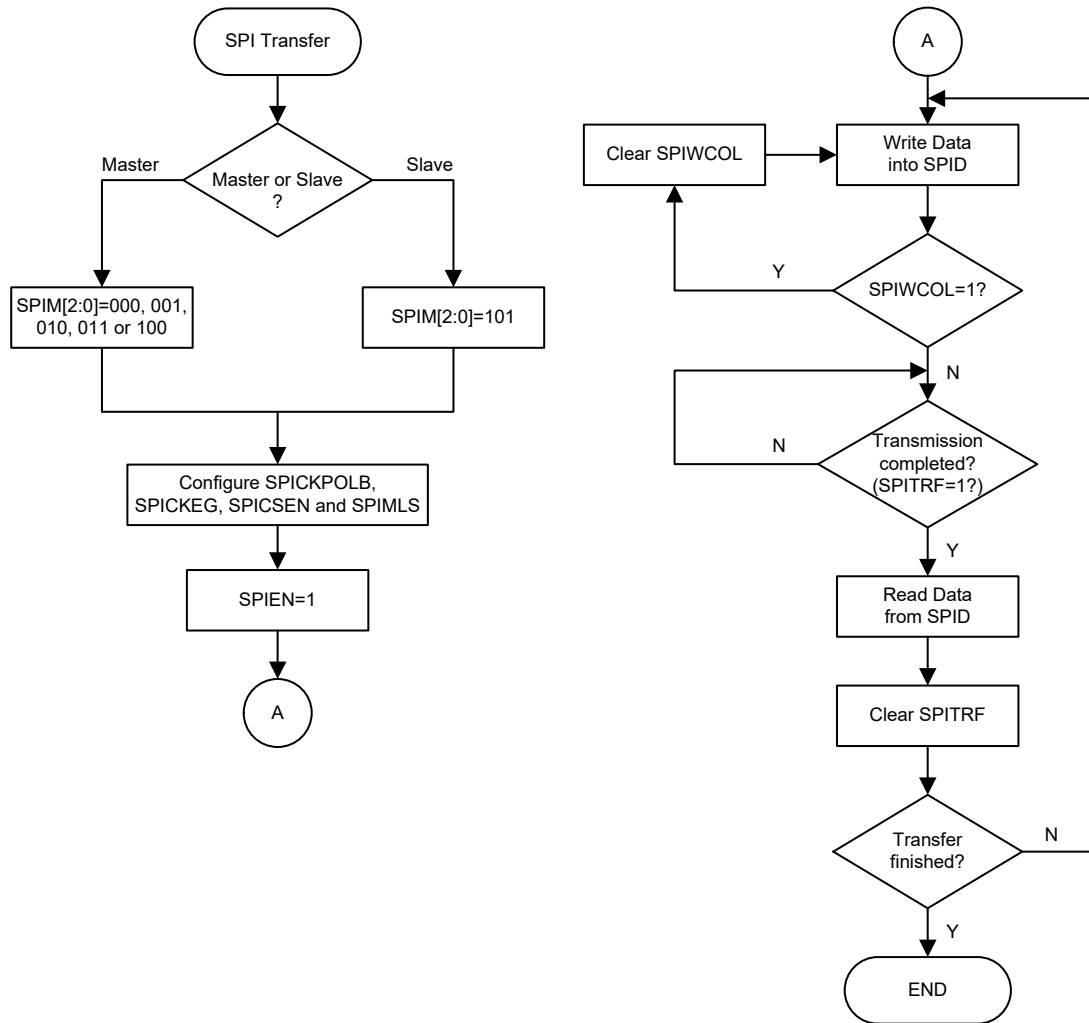 SPI Transfer
Master or Slave
?
Master
Slave
SPIM[2:0]=000, 001,
010, 011 or 100
SPIM[2:0]=101
Configure SPICKPOLB,
SPICKEG, SPICSEN and SPIMLS
SPIEN=1
A
A
Clear SPIWCOL
Write Data
into SPID
Y
SPIWCOL=1?
N
N
Transmission
completed?
(SPITRF=1?)
Y
Read Data
from SPID
Clear SPITRF
Transfer
finished?
N
Y
END